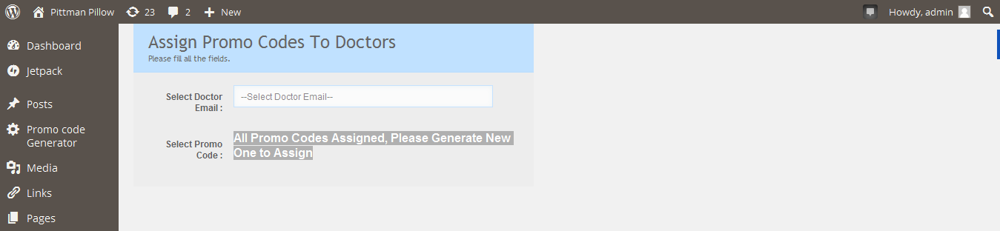 Pittman Pillow 23 2 New Howdy, admin
Dashboard
Jetpack
Posts
Promo code
Generator
Media
Links
Pages
Assign Promo Codes To Doctors
Please fill all the fields.
Select Doctor
Email :
--Select Doctor Email--
Select Promo
Code :
All Promo Codes Assigned, Please Generate New
One to Assign